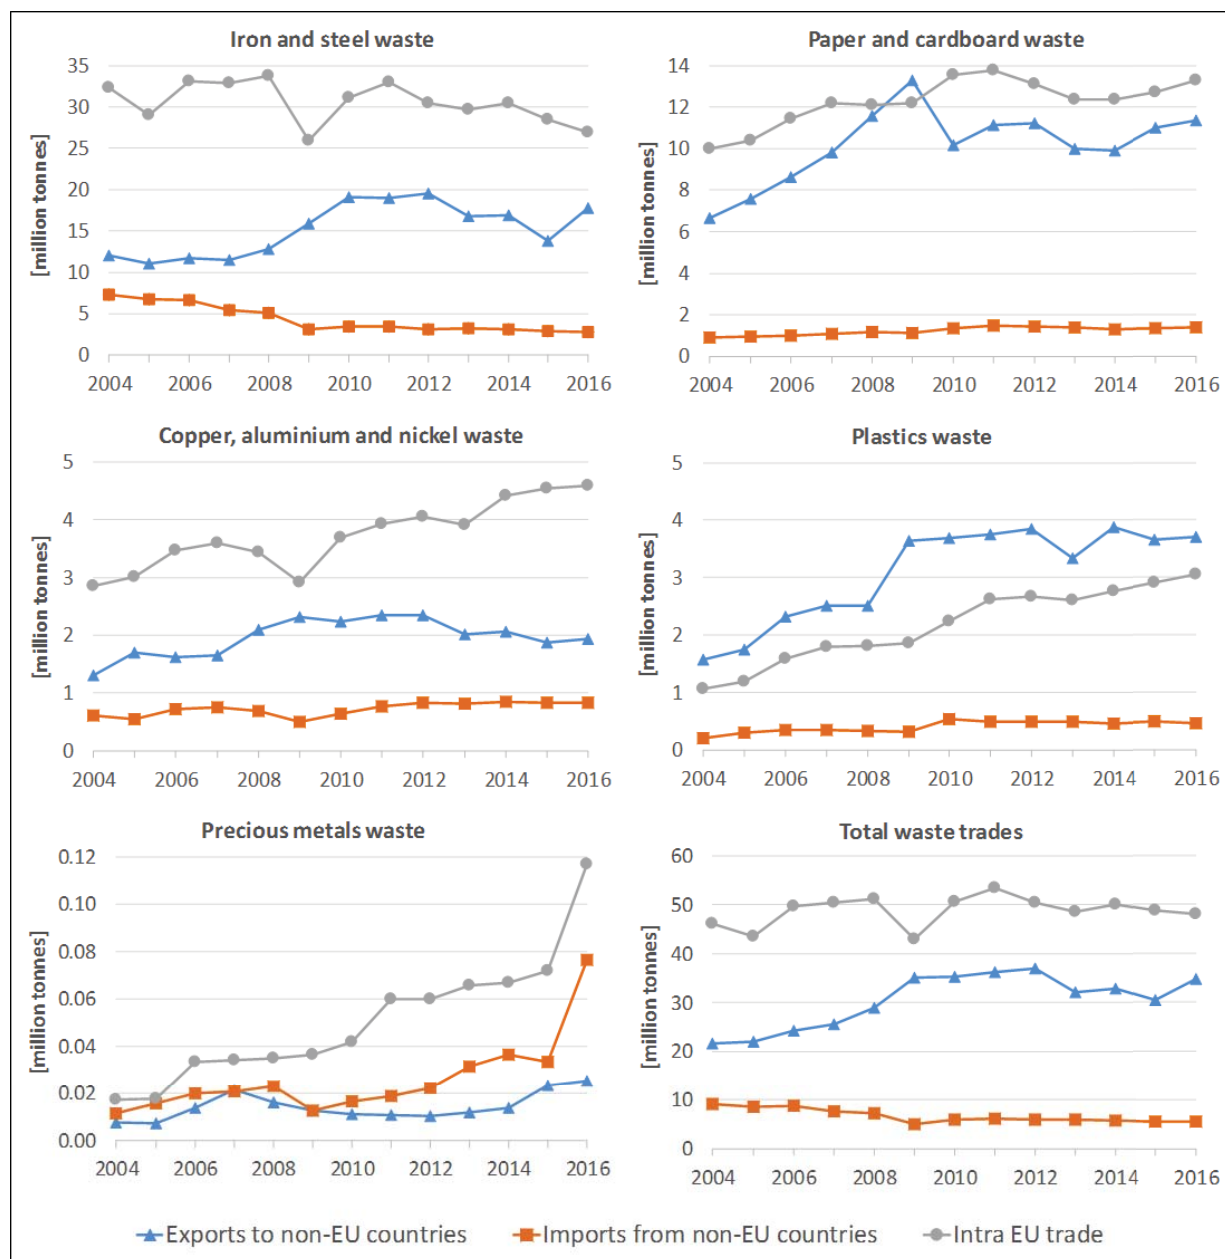 Iron and steel waste
[million tonnes]
35
30
25
20
15
10
5
0
2004 2006 2008 2010 2012 2014 2016
Paper and cardboard waste
[million tonnes]
14
12
10
8
6
4
2
0
2004 2006 2008 2010 2012 2014 2016
Copper, aluminium and nickel waste
[million tonnes]
5
4
3
2
1
0
2004 2006 2008 2010 2012 2014 2016
Plastics waste
[million tonnes]
5
4
3
2
1
0
2004 2006 2008 2010 2012 2014 2016
Precious metals waste
[million tonnes]
0.12
0.10
0.08
0.06
0.04
0.02
0.00
2004 2006 2008 2010 2012 2014 2016
Total waste trades
[million tonnes]
60
50
40
30
20
10
0
2004 2006 2008 2010 2012 2014 2016
Exports to non-EU countries Imports from non-EU countries Intra EU trade